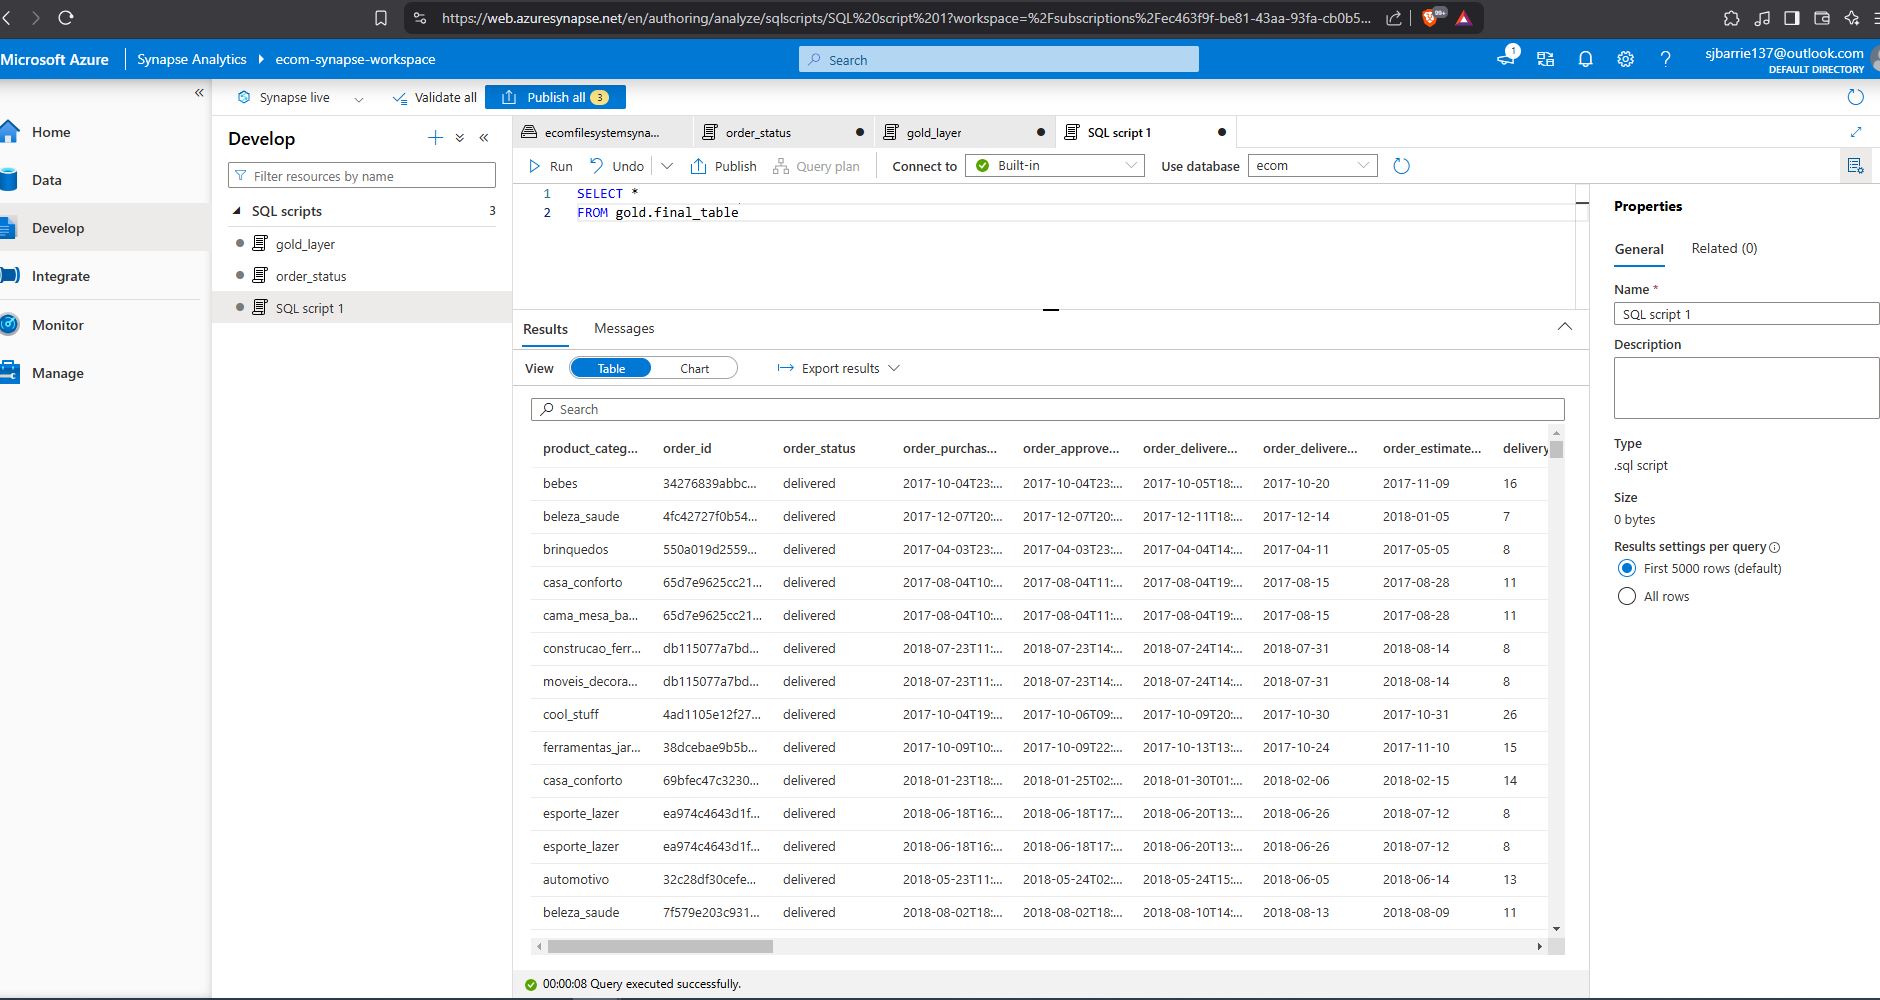 https://web.azuresynapse.net/en/authoring/analyze/sqlscripts/SQL%20script%201?workspace=%2Fsubscriptions%2Fec463f9f-be81-43aa-93fa-cb0b5...
99+
Microsoft Azure
Synapse Analytics
ecom-synapse-workspace
Search
1
sjbarrie137@outlook.com
DEFAULT DIRECTORY
Synapse live
Validate all
Publish all 3
Home
Data
Develop
Integrate
Monitor
Manage
Develop
Filter resources by name
SQL scripts 3
gold_layer
order_status
SQL script 1
ecomfilesystemsyna...
order_status
gold_layer
SQL script 1
Run
Undo
Publish
Query plan
Connect to
Built-in
Use database
ecom
1 SELECT *
2 FROM gold.final_table
Results
Messages
View
Table
Chart
Export results
Search
product_categ... order_id order_status order_purchas... order_approve... order_delivere... order_delivere... order_estimate... delivery
bebes 34276839abbc... delivered 2017-10-04T23:... 2017-10-04T23:... 2017-10-05T18:... 2017-10-20 2017-11-09 16
beleza_saude 4fc42727f0b54... delivered 2017-12-07T20:... 2017-12-07T20:... 2017-12-11T18:... 2017-12-14 2018-01-05 7
brinquedos 550a019d2559... delivered 2017-04-03T23:... 2017-04-03T23:... 2017-04-04T14:... 2017-04-11 2017-05-05 8
casa_conforto 65d7e9625cc21... delivered 2017-08-04T10:... 2017-08-04T11:... 2017-08-04T19:... 2017-08-15 2017-08-28 11
cama_mesa_ba... 65d7e9625cc21... delivered 2017-08-04T10:... 2017-08-04T11:... 2017-08-04T19:... 2017-08-15 2017-08-28 11
construcao_ferr... db115077a7bd... delivered 2018-07-23T11:... 2018-07-23T14:... 2018-07-24T14:... 2018-07-31 2018-08-14 8
moveis_decora... db115077a7bd... delivered 2018-07-23T11:... 2018-07-23T14:... 2018-07-24T14:... 2018-07-31 2018-08-14 8
cool_stuff 4ad1105e12f27... delivered 2017-10-04T19:... 2017-10-06T09:... 2017-10-09T20:... 2017-10-30 2017-10-31 26
ferramentas_jar... 38dcebae9b5b... delivered 2017-10-09T10:... 2017-10-09T22:... 2017-10-13T13:... 2017-10-24 2017-11-10 15
casa_conforto 69bfec47c3230... delivered 2018-01-23T18:... 2018-01-25T02:... 2018-01-30T01:... 2018-02-06 2018-02-15 14
esporte_lazer ea974c4643d1f... delivered 2018-06-18T16:... 2018-06-18T17:... 2018-06-20T13:... 2018-06-26 2018-07-12 8
esporte_lazer ea974c4643d1f... delivered 2018-06-18T16:... 2018-06-18T17:... 2018-06-20T13:... 2018-06-26 2018-07-12 8
automotivo 32c28df30cefe... delivered 2018-05-23T11:... 2018-05-24T02:... 2018-05-24T15:... 2018-06-05 2018-06-14 13
beleza_saude 7f579e203c931... delivered 2018-08-02T18:... 2018-08-02T18:... 2018-08-10T14:... 2018-08-13 2018-08-09 11
00:00:08 Query executed successfully.
Properties
General
Related (0)
Name *
SQL script 1
Description
Type
.sql script
Size
0 bytes
Results settings per query
First 5000 rows (default)
All rows